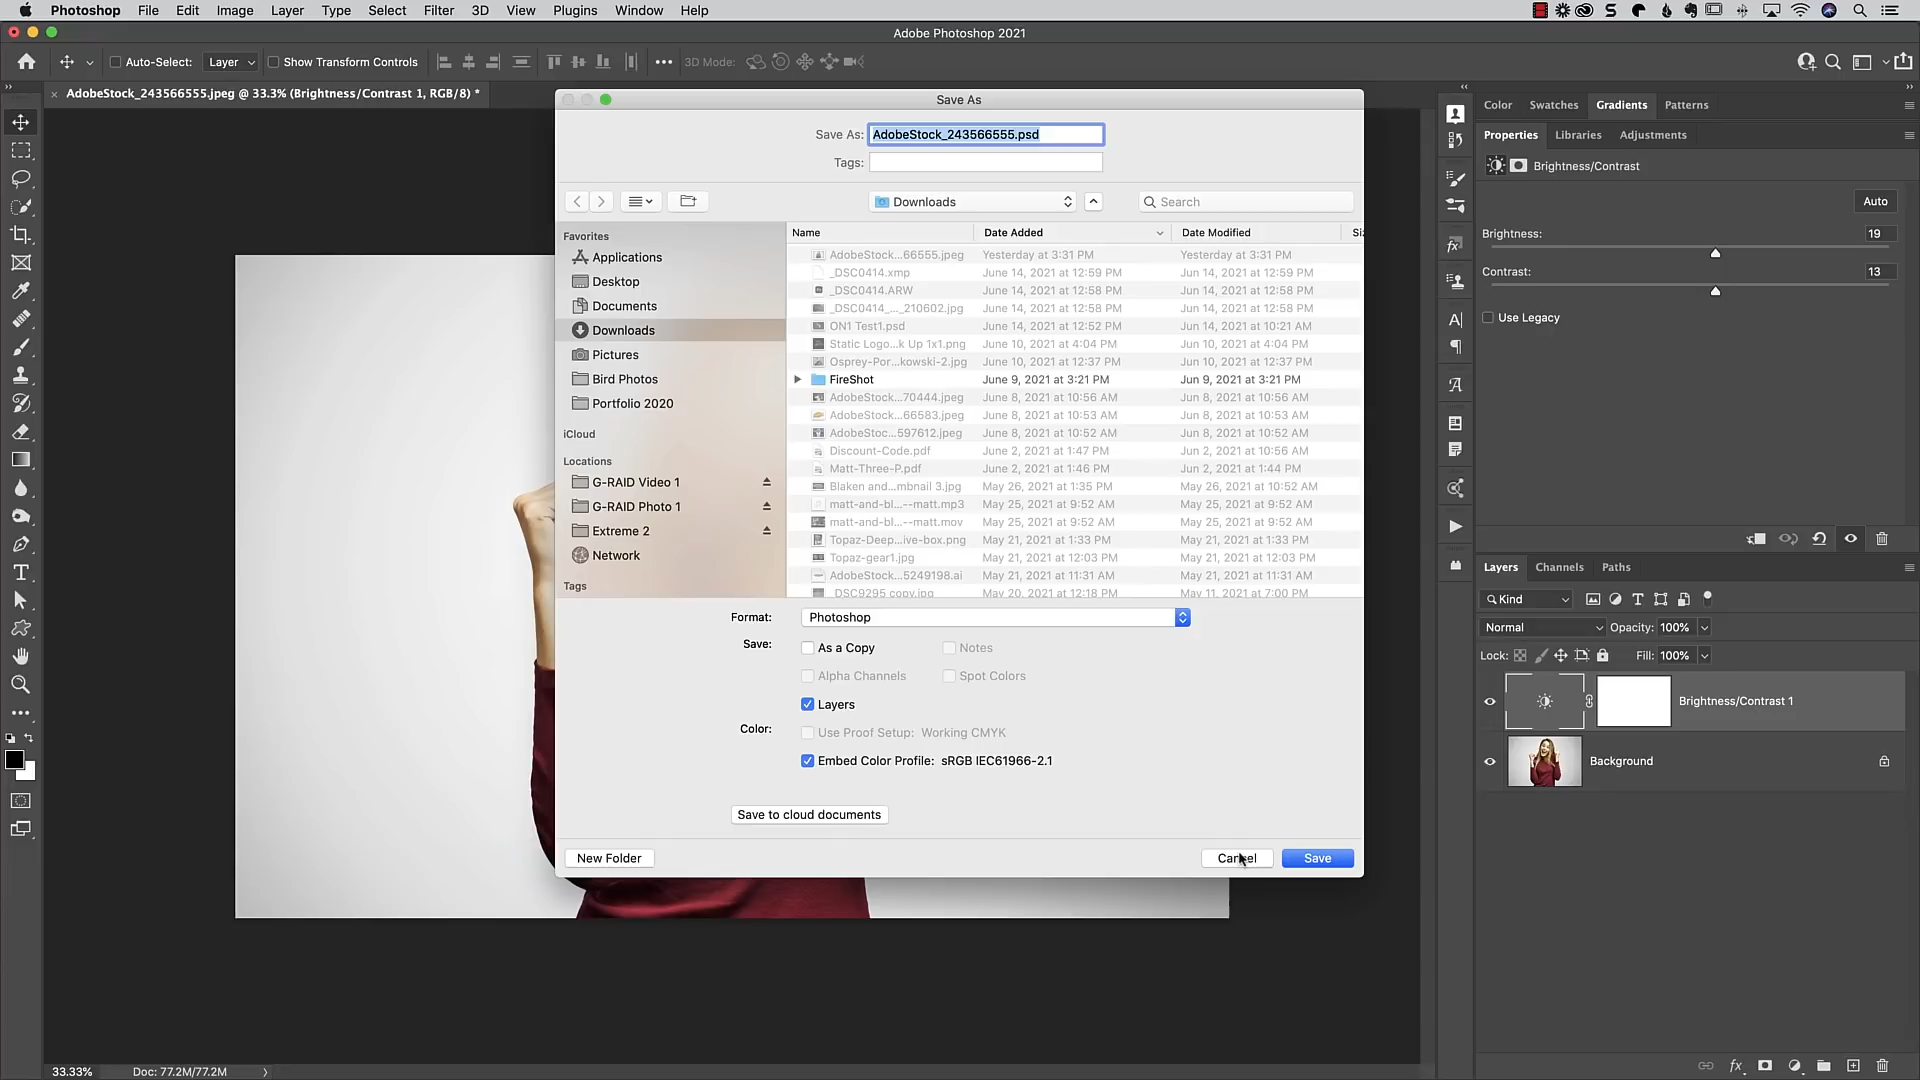 Photoshop File Edit Image Layer Type Select Filter 3D View Plugins Window Help
Adobe Photoshop 2021
Auto-Select: Layer Show Transform Controls 3D Mode:
AdobeStock_243566555.jpeg @ 33.3% (Brightness/Contrast 1, RGB/8) *
Save As
Save As: AdobeStock_243566555.psd
Tags:
Downloads
Search
Favorites
Applications
Desktop
Documents
Downloads
Pictures
Bird Photos
Portfolio 2020
iCloud
Locations
G-RAID Video 1
G-RAID Photo 1
Extreme 2
Network
Tags
Name Date Added Date Modified
AdobeStock...66555.jpeg Yesterday at 3:31 PM Yesterday at 3:31 PM
_DSC0414.xmp June 14, 2021 at 12:59 PM Jun 14, 2021 at 12:59 PM
_DSC0414.ARW June 14, 2021 at 12:58 PM Jun 14, 2021 at 12:58 PM
_DSC0414_..._210602.jpg June 14, 2021 at 12:58 PM Jun 14, 2021 at 12:58 PM
ON1 Test1.psd June 14, 2021 at 12:52 PM Jun 14, 2021 at 10:21 AM
Static Logo...k Up 1x1.png June 10, 2021 at 4:04 PM Jun 10, 2021 at 4:04 PM
Osprey-Por...kowski-2.jpg June 10, 2021 at 12:37 PM Jun 10, 2021 at 12:37 PM
FireShot June 9, 2021 at 3:21 PM Jun 9, 2021 at 3:21 PM
AdobeStock...70444.jpeg June 8, 2021 at 10:56 AM Jun 8, 2021 at 10:56 AM
AdobeStock...66583.jpeg June 8, 2021 at 10:53 AM Jun 8, 2021 at 10:53 AM
AdobeStoc...597612.jpeg June 8, 2021 at 10:52 AM Jun 8, 2021 at 10:52 AM
Discount-Code.pdf June 2, 2021 at 1:47 PM Jun 2, 2021 at 10:56 AM
Matt-Three-P.pdf June 2, 2021 at 1:46 PM Jun 2, 2021 at 1:44 PM
Blaken and...mbnail 3.jpg May 26, 2021 at 1:35 PM May 26, 2021 at 10:52 AM
matt-and-bl...--matt.mp3 May 25, 2021 at 9:52 AM May 25, 2021 at 9:52 AM
matt-and-bl...--matt.mov May 25, 2021 at 9:52 AM May 25, 2021 at 9:52 AM
Topaz-Deep...ive-box.png May 21, 2021 at 1:33 PM May 21, 2021 at 1:33 PM
Topaz-gear1.jpg May 21, 2021 at 12:03 PM May 21, 2021 at 12:03 PM
AdobeStock...5249198.ai May 21, 2021 at 11:31 AM May 21, 2021 at 11:31 AM
_DSC9295 copy.jpg May 20, 2021 at 12:18 PM May 11, 2021 at 7:00 PM
Format: Photoshop
Save: As a Copy Notes
Alpha Channels Spot Colors
Layers
Color: Use Proof Setup: Working CMYK
Embed Color Profile: sRGB IEC61966-2.1
Save to cloud documents
New Folder Cancel Save
Color Swatches Gradients Patterns
Properties Libraries Adjustments
Brightness/Contrast
Auto
Brightness: 19
Contrast: 13
Use Legacy
Layers Channels Paths
Kind
Normal Opacity: 100%
Lock: Fill: 100%
Brightness/Contrast 1
Background
33.33% Doc: 77.2M/77.2M